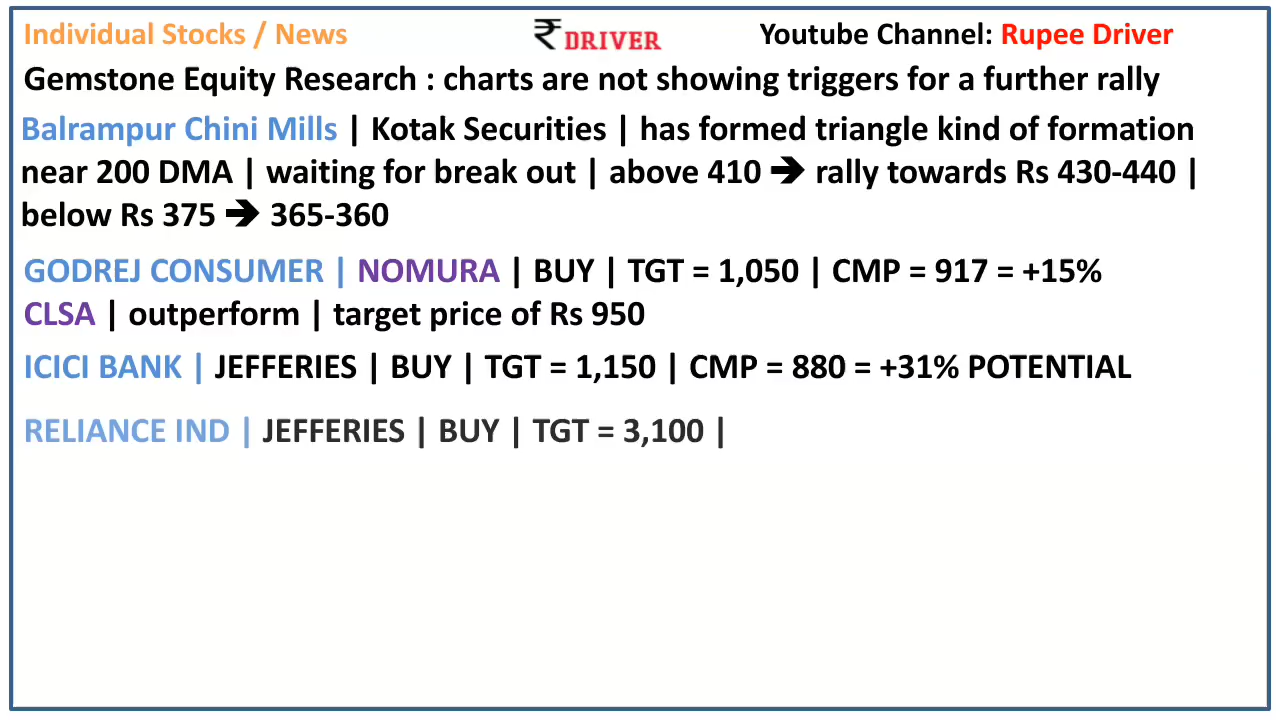 Individual Stocks / News
₹ DRIVER
Youtube Channel: Rupee Driver
Gemstone Equity Research : charts are not showing triggers for a further rally
Balrampur Chini Mills | Kotak Securities | has formed triangle kind of formation
near 200 DMA | waiting for break out | above 410 ➔ rally towards Rs 430-440 |
below Rs 375 ➔ 365-360
GODREJ CONSUMER | NOMURA | BUY | TGT = 1,050 | CMP = 917 = +15%
CLSA | outperform | target price of Rs 950
ICICI BANK | JEFFERIES | BUY | TGT = 1,150 | CMP = 880 = +31% POTENTIAL
RELIANCE IND | JEFFERIES | BUY | TGT = 3,100 |